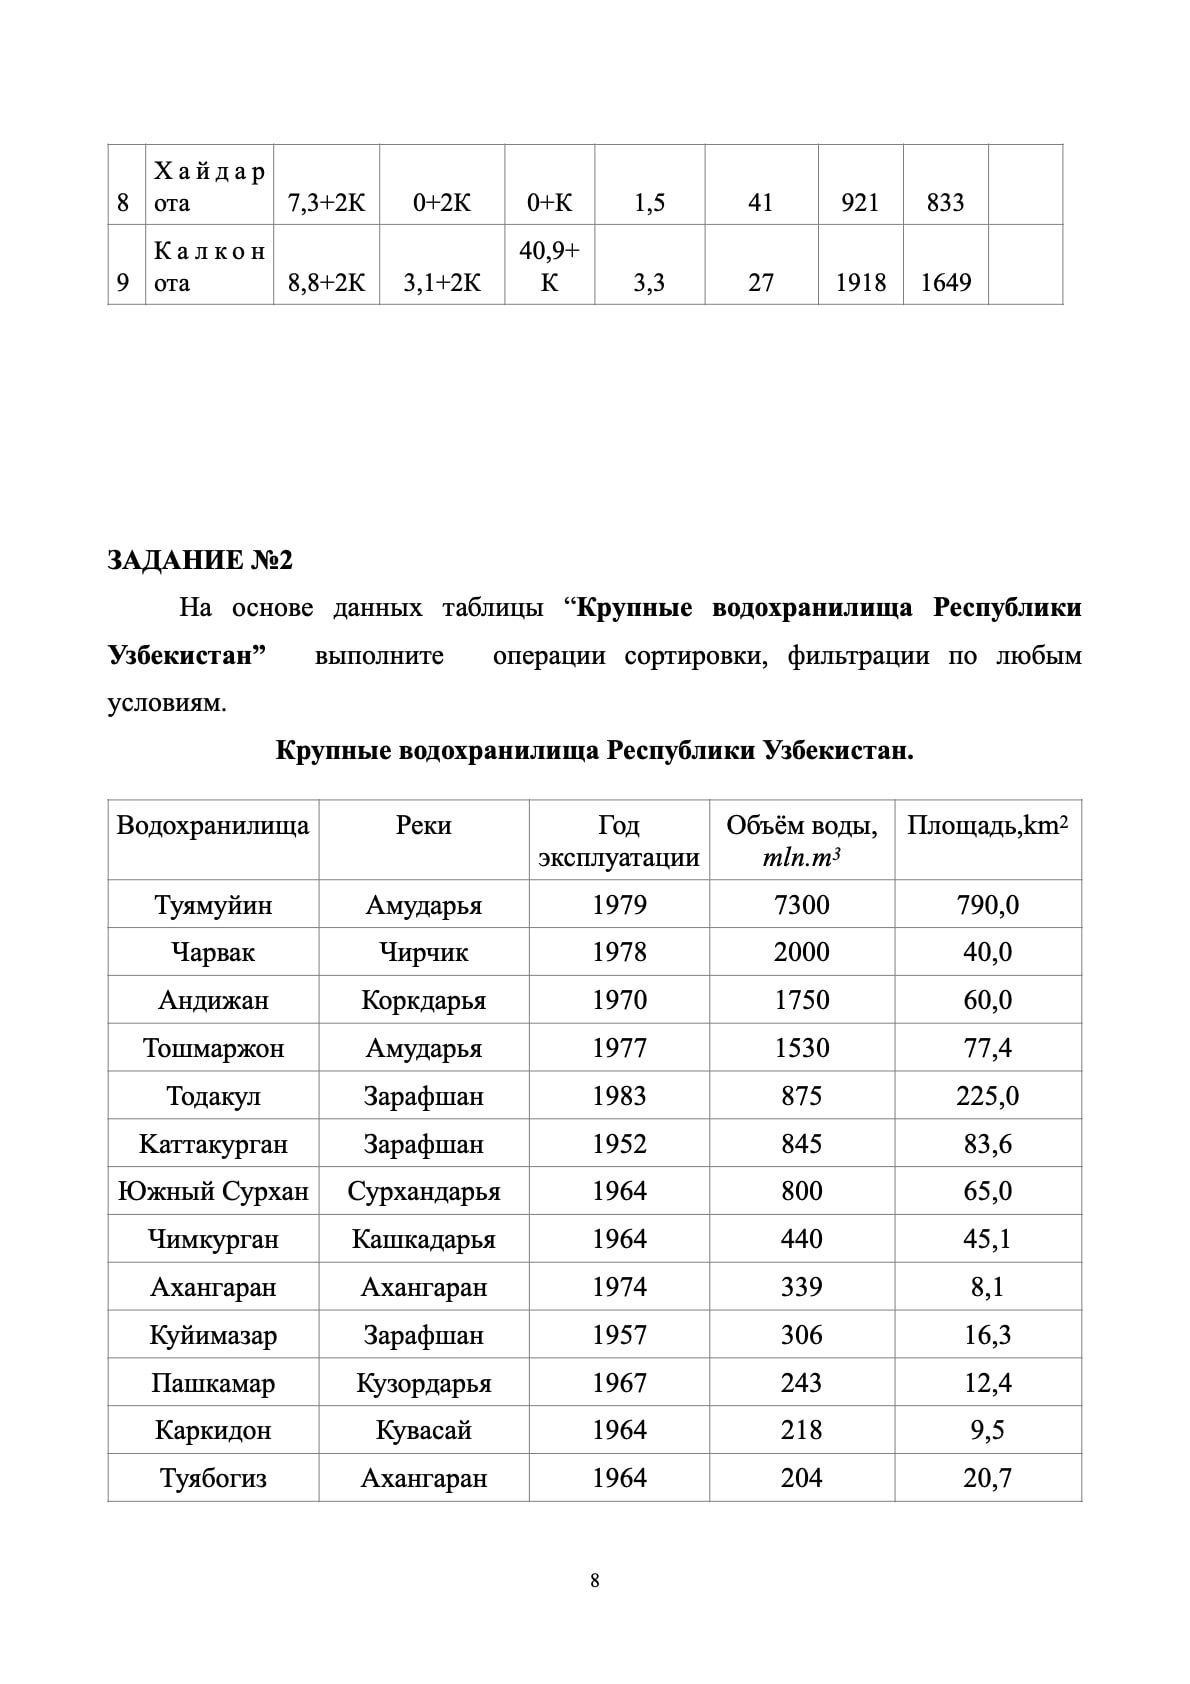 Хайдар
8 ота 7,3+2К 0+2К 0+К 1,5 41 921 833
Калкон 40,9+
9 ота 8,8+2К 3,1+2К К 3,3 27 1918 1649
ЗАДАНИЕ №2
На основе данных таблицы “Крупные водохранилища Республики
Узбекистан” выполните операции сортировки, фильтрации по любым
условиям.
Крупные водохранилища Республики Узбекистан.
Водохранилища Реки Год Объём воды, Площадь,km²
эксплуатации mln.m³
Туямуйин Амударья 1979 7300 790,0
Чарвак Чирчик 1978 2000 40,0
Андижан Коркдарья 1970 1750 60,0
Тошмаржон Амударья 1977 1530 77,4
Тодакул Зарафшан 1983 875 225,0
Каттакурган Зарафшан 1952 845 83,6
Южный Сурхан Сурхандарья 1964 800 65,0
Чимкурган Кашкадарья 1964 440 45,1
Ахангаран Ахангаран 1974 339 8,1
Куйимазар Зарафшан 1957 306 16,3
Пашкамар Кузордарья 1967 243 12,4
Каркидон Кувасай 1964 218 9,5
Туябогиз Ахангаран 1964 204 20,7
8